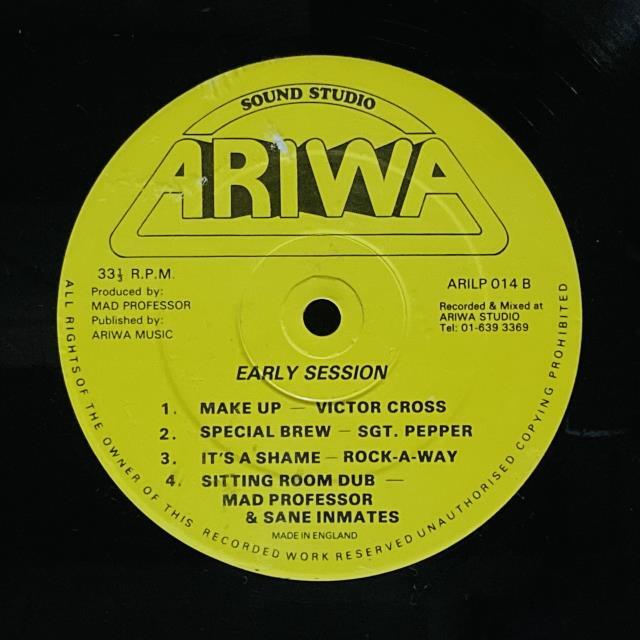 SOUND STUDIO
ARIWA
33⅓ R.P.M.
Produced by:
MAD PROFESSOR
Published by:
ARIWA MUSIC
ARILP 014 B
Recorded & Mixed at
ARIWA STUDIO
Tel: 01-639 3369
EARLY SESSION
1. MAKE UP — VICTOR CROSS
2. SPECIAL BREW — SGT. PEPPER
3. IT'S A SHAME — ROCK-A-WAY
4. SITTING ROOM DUB —
MAD PROFESSOR
& SANE INMATES
MADE IN ENGLAND
ALL RIGHTS OF THE OWNER OF THIS RECORDED WORK RESERVED UNAUTHORISED COPYING PROHIBITED